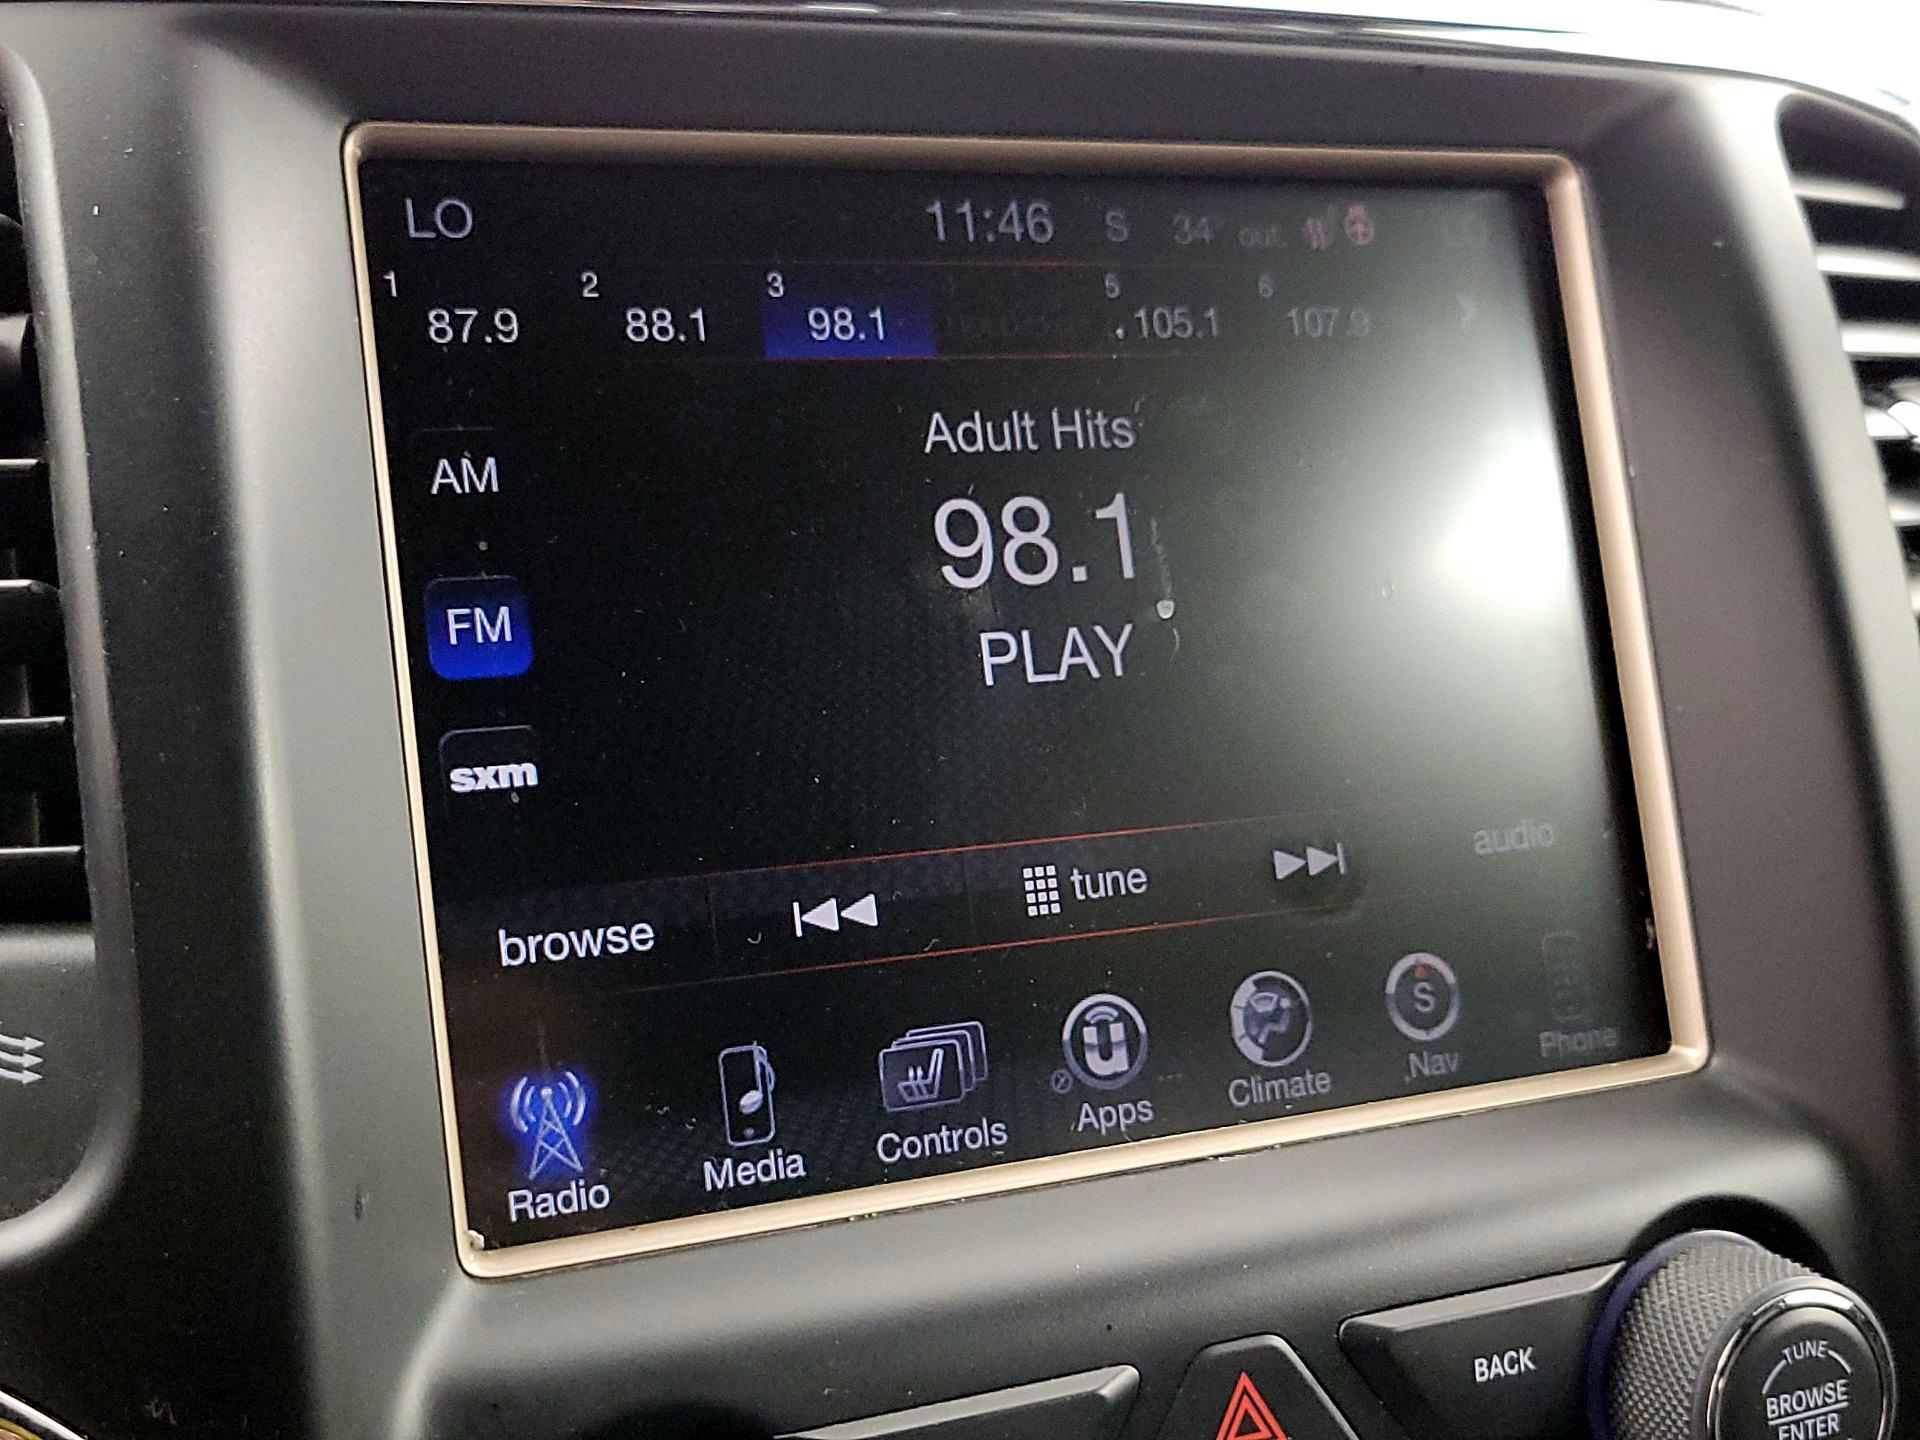 LO 11:46 S 34° out. LO
1 2 3 5 6
87.9 88.1 98.1 105.1 107.9
Adult Hits
AM
98.1
FM
PLAY
sxm
audio
browse tune
Radio Media Controls Apps Climate Nav Phone
S
BACK
TUNE
BROWSE
ENTER